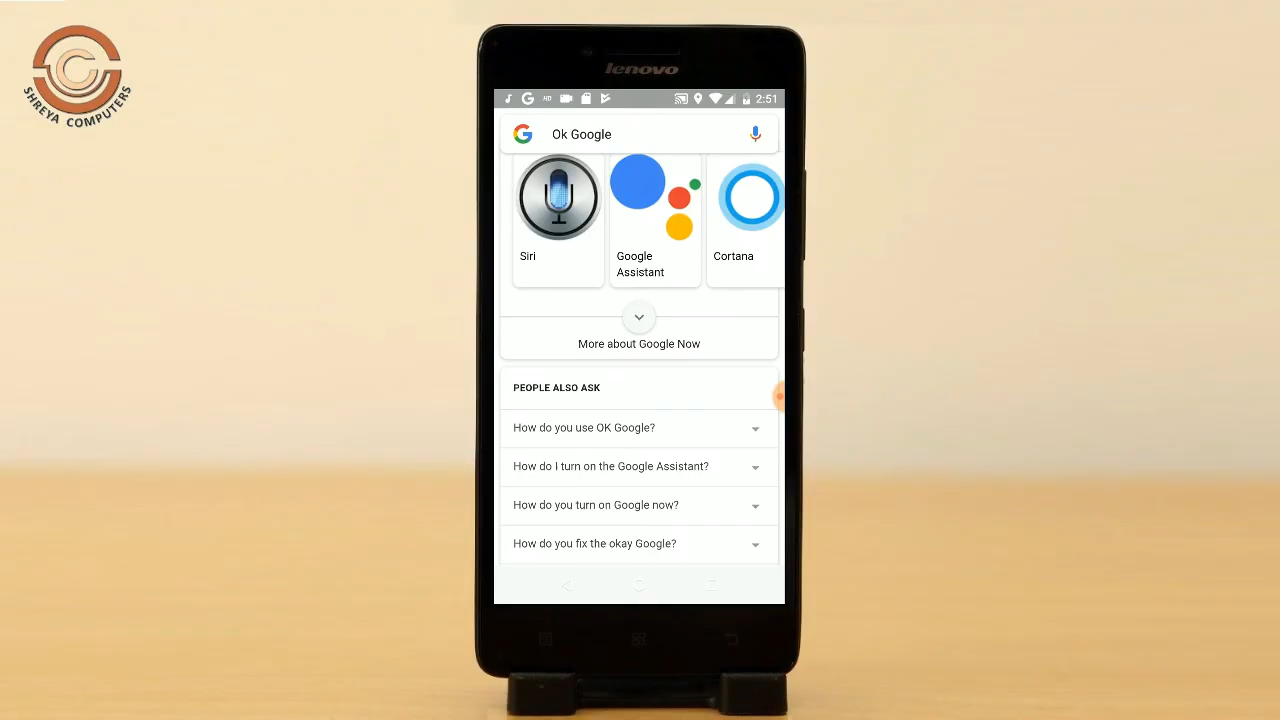 SHREYA COMPUTERS
lenovo
HD
2:51
Ok Google
Siri
Google
Assistant
Cortana
More about Google Now
PEOPLE ALSO ASK
How do you use OK Google?
How do I turn on the Google Assistant?
How do you turn on Google now?
How do you fix the okay Google?